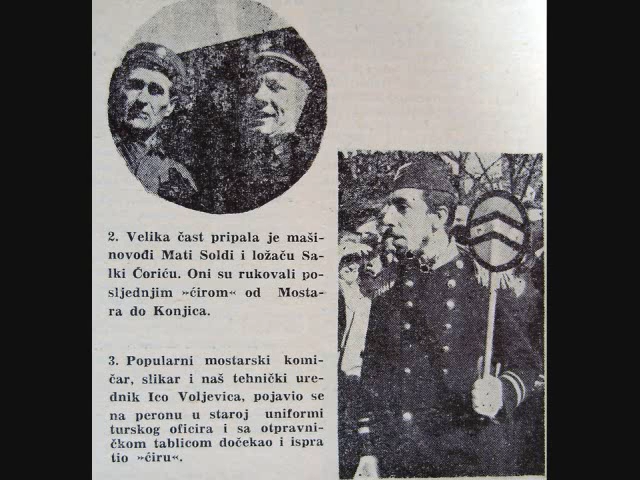 2. Velika čast pripala je maši-
novođi Mati Soldi i ložaču Sa-
lki Ćoriću. Oni su rukovali po-
sljednjim »ćirom« od Mosta-
ra do Konjica.
3. Popularni mostarski komi-
čar, slikar i naš tehnički ure-
dnik Ico Voljevica, pojavio se
na peronu u staroj uniformi
turskog oficira i sa otpravni-
čkom tablicom dočekao i ispra
tio »ćiru«.